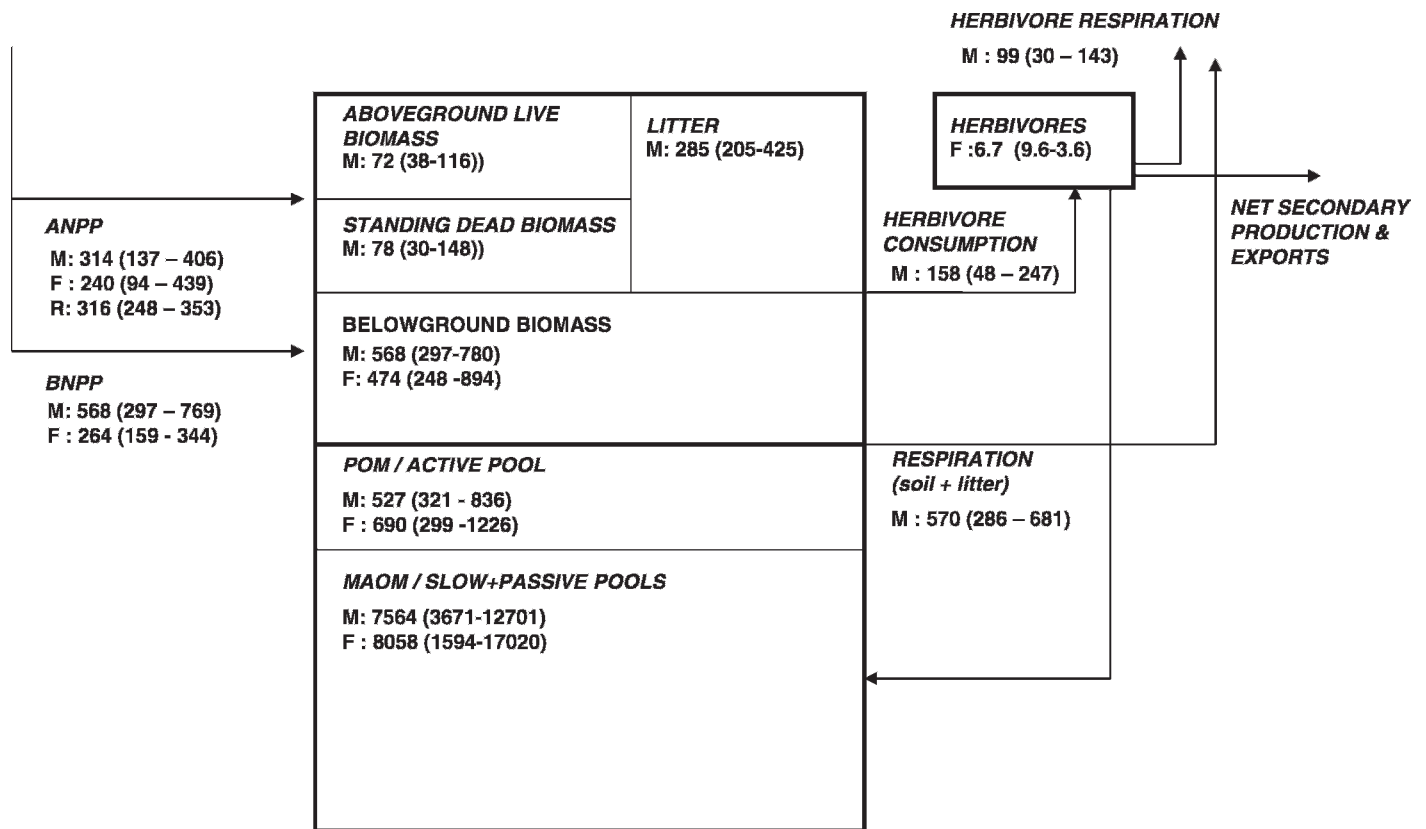 HERBIVORE RESPIRATION
M : 99 (30 – 143)
ABOVEGROUND LIVE
BIOMASS
M: 72 (38-116))
LITTER
M: 285 (205-425)
HERBIVORES
F :6.7 (9.6-3.6)
ANPP
M: 314 (137 – 406)
F : 240 (94 – 439)
R: 316 (248 – 353)
STANDING DEAD BIOMASS
M: 78 (30-148))
HERBIVORE
CONSUMPTION
M : 158 (48 – 247)
NET SECONDARY
PRODUCTION &
EXPORTS
BELOWGROUND BIOMASS
M: 568 (297-780)
F: 474 (248 -894)
BNPP
M: 568 (297 – 769)
F : 264 (159 - 344)
POM / ACTIVE POOL
M: 527 (321 - 836)
F : 690 (299 -1226)
RESPIRATION
(soil + litter)
M : 570 (286 – 681)
MAOM / SLOW+PASSIVE POOLS
M: 7564 (3671-12701)
F : 8058 (1594-17020)